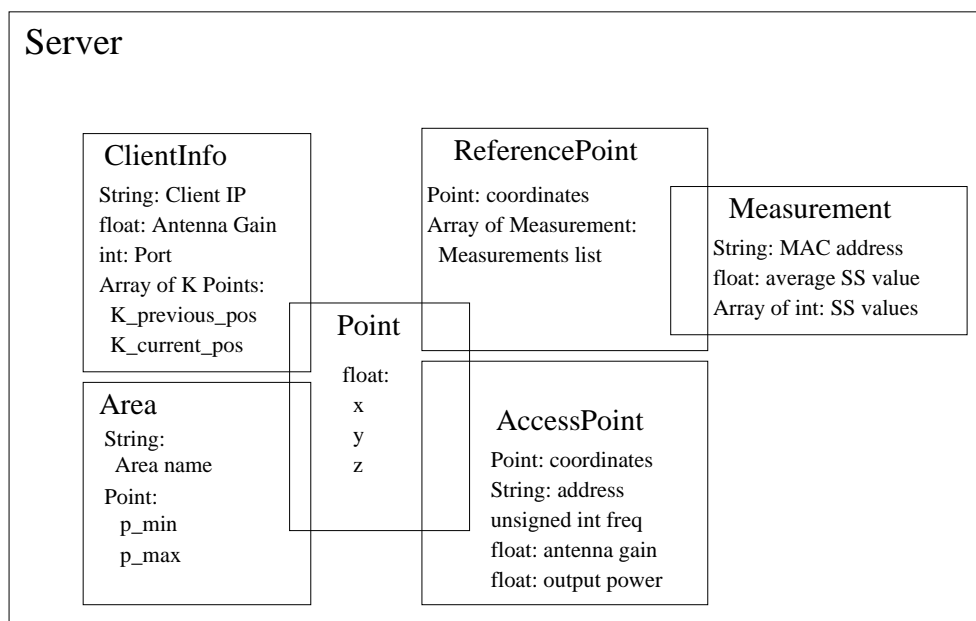 Server
ClientInfo
String: Client IP
float: Antenna Gain
int: Port
Array of K Points:
K_previous_pos
K_current_pos
ReferencePoint
Point: coordinates
Array of Measurement:
Measurements list
Measurement
String: MAC address
float: average SS value
Array of int: SS values
Point
float:
x
y
z
Area
String:
Area name
Point:
p_min
p_max
AccessPoint
Point: coordinates
String: address
unsigned int freq
float: antenna gain
float: output power